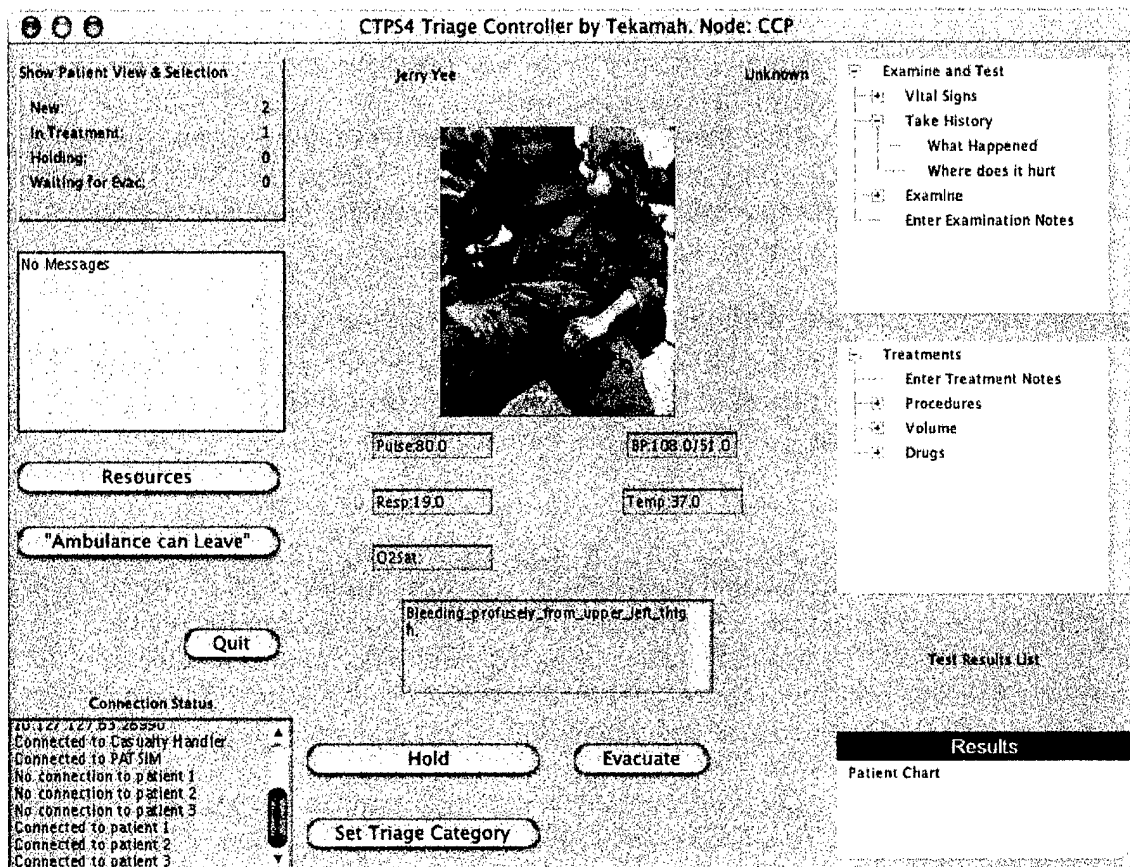 CTPS4 Triage Controller by Tekamah. Node: CCP
Show Patient View & Selection
New: 2
In Treatment: 1
Holding: 0
Waiting for Evac: 0
No Messages
Resources
"Ambulance can Leave"
Quit
Connection Status
10.127.127.63.26990
Connected to Casualty Handler.
Connected to PATSIM
No connection to patient 1
No connection to patient 2
No connection to patient 3
Connected to patient 1
Connected to patient 2
Connected to patient 3
Jerry Yee
Unknown
Pulse:80.0
BP:108.0/51.0
Resp:19.0
Temp:37.0
O2Sat:
Bleeding_profusely_from_upper_left_thig
h.
Hold
Evacuate
Set Triage Category
Examine and Test
Vital Signs
Take History
What Happened
Where does it hurt
Examine
Enter Examination Notes
Treatments
Enter Treatment Notes
Procedures
Volume
Drugs
Test Results List
Results
Patient Chart